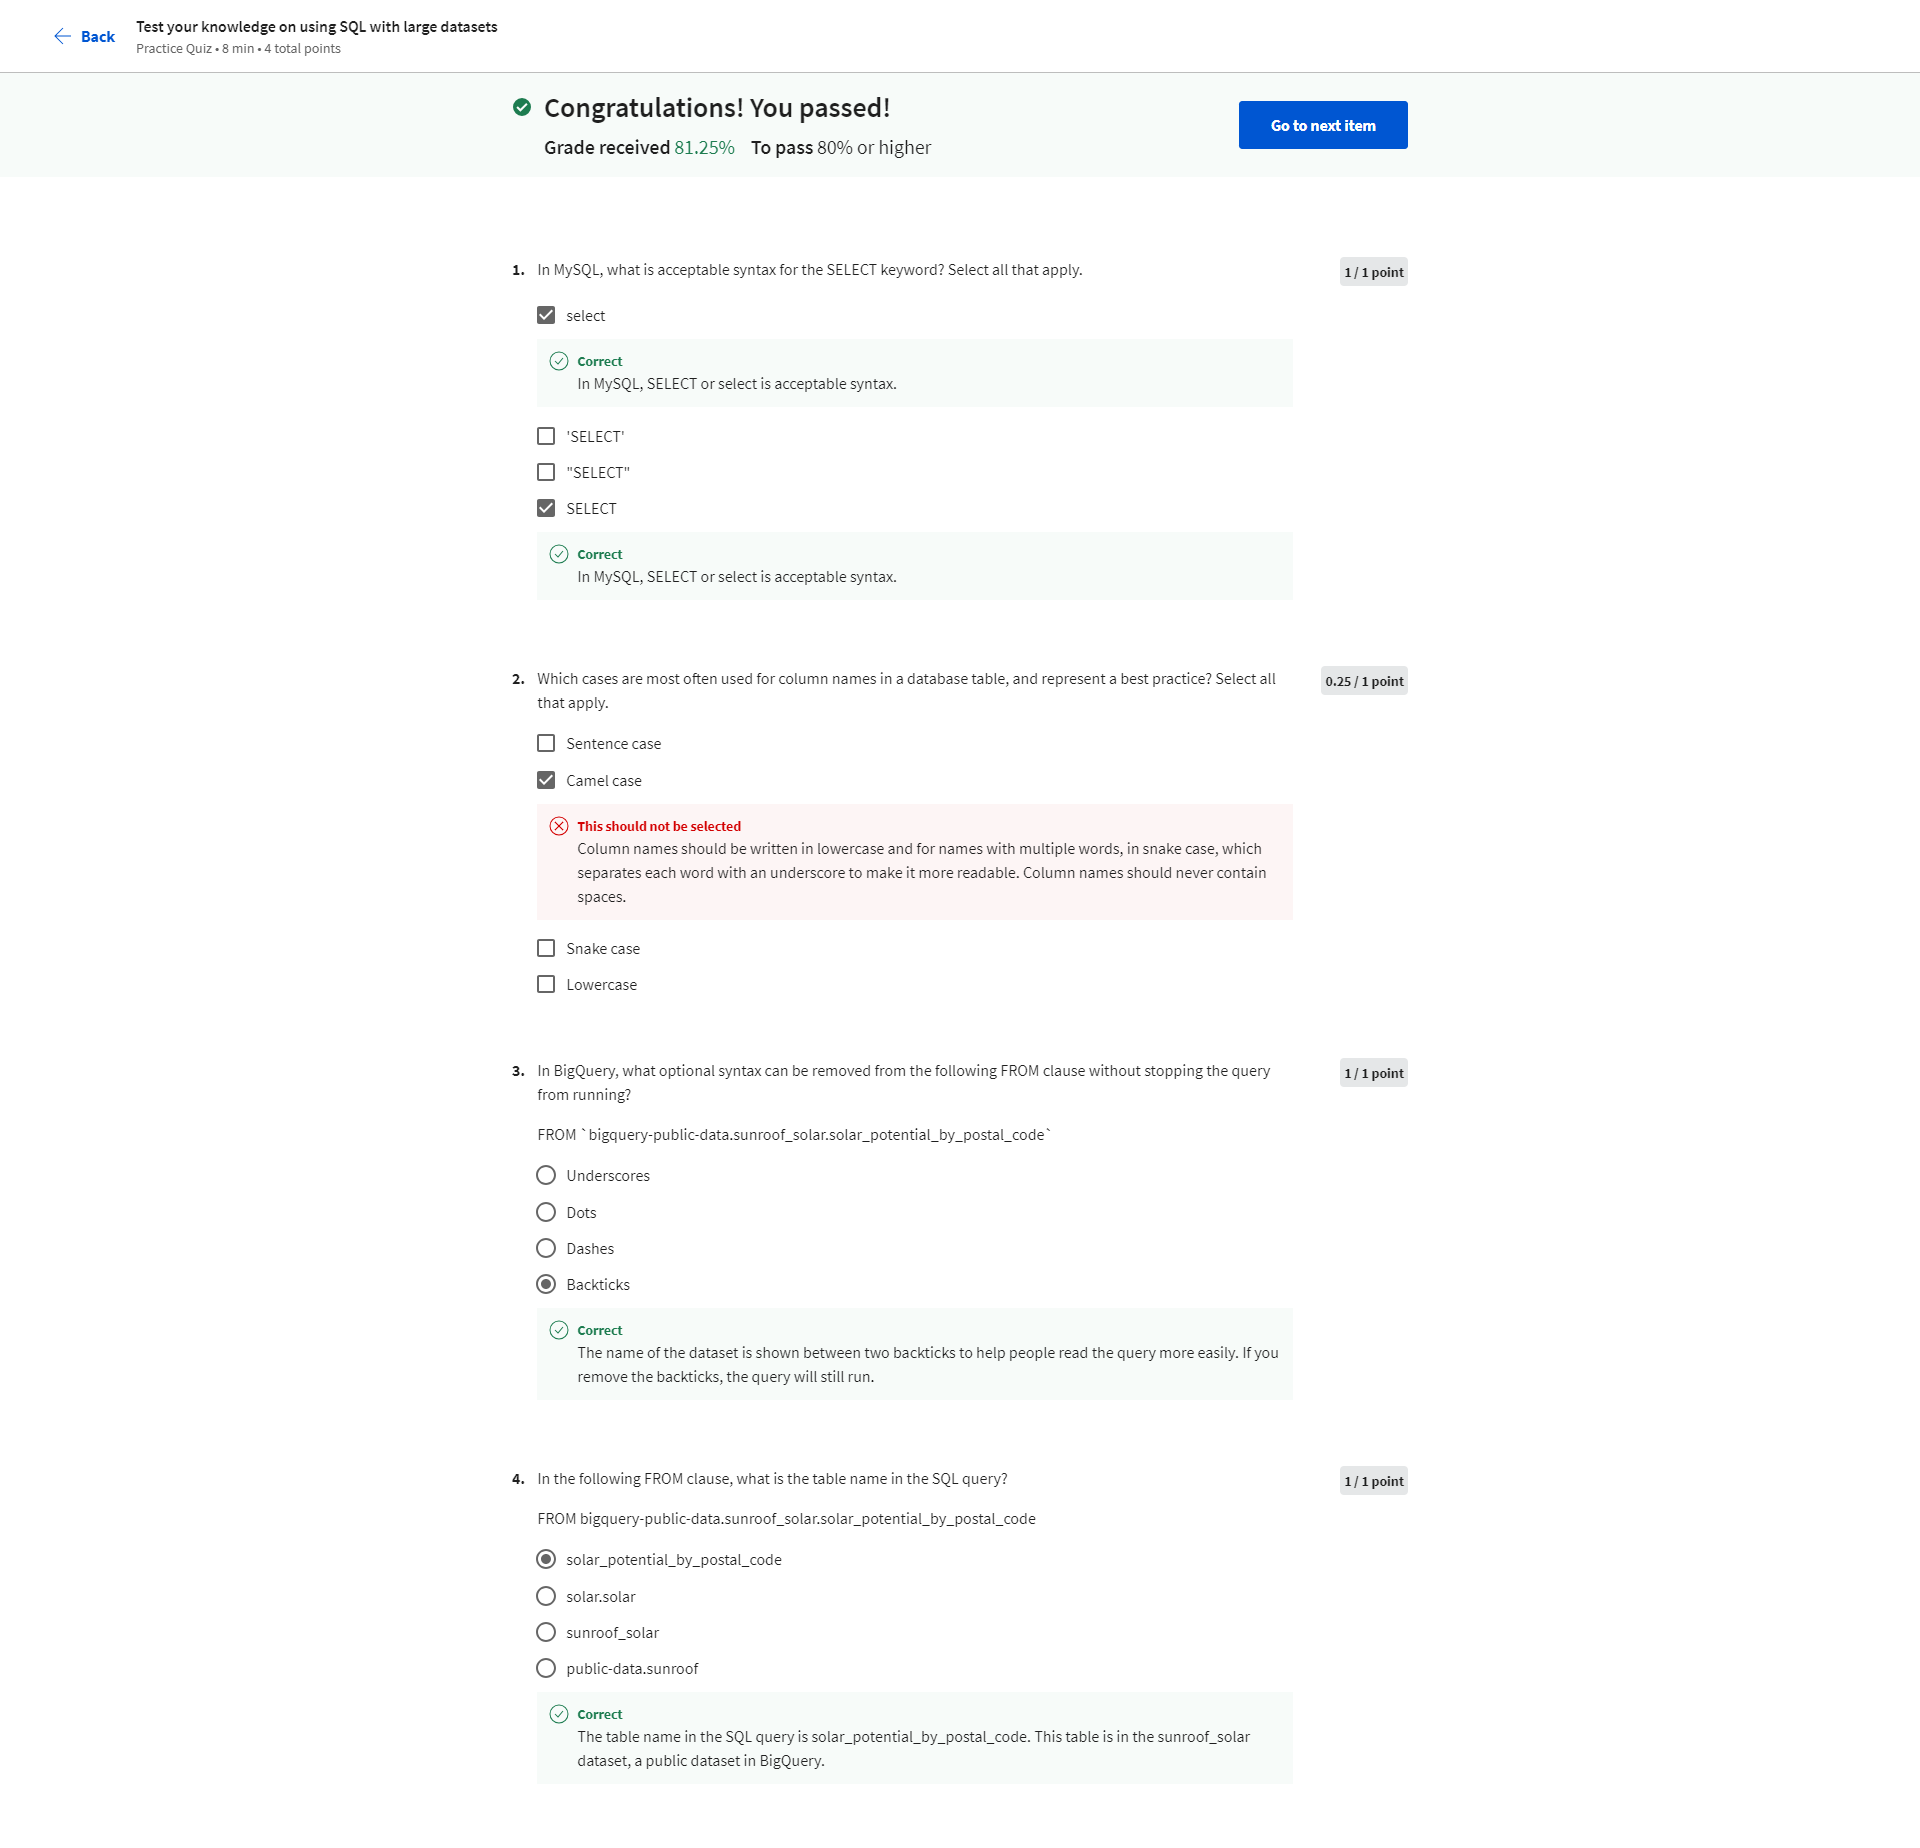 Back
Test your knowledge on using SQL with large datasets
Practice Quiz • 8 min • 4 total points
Congratulations! You passed!
Grade received 81.25% To pass 80% or higher
Go to next item
1. In MySQL, what is acceptable syntax for the SELECT keyword? Select all that apply.
1 / 1 point
select
Correct
In MySQL, SELECT or select is acceptable syntax.
'SELECT'
"SELECT"
SELECT
Correct
In MySQL, SELECT or select is acceptable syntax.
2. Which cases are most often used for column names in a database table, and represent a best practice? Select all
that apply.
0.25 / 1 point
Sentence case
Camel case
This should not be selected
Column names should be written in lowercase and for names with multiple words, in snake case, which
separates each word with an underscore to make it more readable. Column names should never contain
spaces.
Snake case
Lowercase
3. In BigQuery, what optional syntax can be removed from the following FROM clause without stopping the query
from running?
1 / 1 point
FROM `bigquery-public-data.sunroof_solar.solar_potential_by_postal_code`
Underscores
Dots
Dashes
Backticks
Correct
The name of the dataset is shown between two backticks to help people read the query more easily. If you
remove the backticks, the query will still run.
4. In the following FROM clause, what is the table name in the SQL query?
1 / 1 point
FROM bigquery-public-data.sunroof_solar.solar_potential_by_postal_code
solar_potential_by_postal_code
solar.solar
sunroof_solar
public-data.sunroof
Correct
The table name in the SQL query is solar_potential_by_postal_code. This table is in the sunroof_solar
dataset, a public dataset in BigQuery.